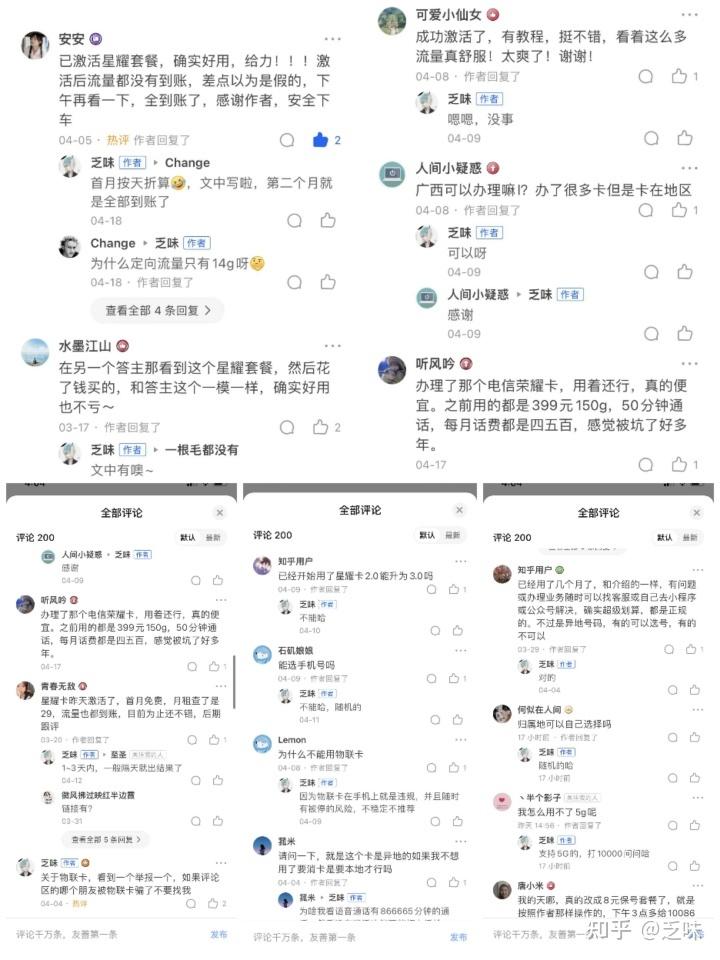 安安
已激活星耀套餐，确实好用，给力！！！激
活后流量都没有到账，差点以为是假的，下
午再看一下，全到账了，感谢作者，安全下
车
04-05 · 热评 作者回复了
2
芝味 作者 ▸ Change
首月按天折算🤣，文中写啦，第二个月就
是全部到账了
04-18
Change ▸ 芝味 作者
为什么定向流量只有14g呀🤔
04-18 · 作者回复了
查看全部 4 条回复 >
水墨江山
在另一个答主那看到这个星耀套餐，然后花
了钱买的，和答主这个一模一样，确实好用
也不亏～
03-17 · 作者回复了
2
芝味 作者 ▸ 一根毛都没有
文中有噢~
可爱小仙女
成功激活了，有教程，挺不错，看着这么多
流量真舒服！太爽了！谢谢！
04-08 · 作者回复了
1
芝味 作者
嗯嗯，没事
04-09
人间小疑惑
广西可以办理嘛!？办了很多卡但是卡在地区
04-08 · 作者回复了
1
芝味 作者
可以呀
04-09
人间小疑惑 ▸ 芝味 作者
感谢
04-09
听风吟
办理了那个电信荣耀卡，用着还行，真的便
宜。之前用的都是399元150g，50分钟通
话，每月话费都是四五百，感觉被坑了好多
年。
04-17
1
全部评论
评论 200
默认 最新
人间小疑惑 ▸ 芝味 作者
感谢
04-09
听风吟
办理了那个电信荣耀卡，用着还行，真的便
宜。之前用的都是399元150g，50分钟通
话，每月话费都是四五百，感觉被坑了好多
年。
04-17
1
青春无敌
星耀卡昨天激活了，首月免费，月租查了是
29，流量也都到账，目前为止还不错，后期
跟评
03-20 · 作者回复了
1
芝味 作者 ▸ 至圣
1~3天内，一般隔天就出结果了
04-12
微风拂过映红半边霞
链接有?
03-31
查看全部 5 条回复 >
芝味 作者
关于物联卡，看到一个举报一个，如果评论
区的哪个朋友被物联卡骗了不要找我
04-04 · 热评
2
评论千万条，友善第一条
发布
全部评论
评论 200
默认 最新
知乎用户
已经开始用了星耀卡2.0能升为3.0吗
04-09 · 作者回复了
1
芝味 作者
不能哈
04-10
石矶娘娘
能选手机号吗
04-09 · 作者回复了
1
芝味 作者
不能哈，随机的
04-11
Lemon
为什么不能用物联卡
04-08 · 作者回复了
1
芝味 作者
因为物联卡在手机上就是违规，并且随时
有被停的风险，不稳定不推荐
04-09
莪米
请问一下，就是这个卡是异地的如果我不想
用了要消卡是要本地才行吗
04-04 · 作者回复了
1
莪米 ▸ 芝味 作者
为啥我看语音通话有866665分钟的通
评论千万条，友善第一条
发布
全部评论
评论 200
默认 最新
知乎用户
已经用了几个月了，和介绍的一样，有问题
或办理业务随时可以找客服或自己去小程序
或公众号解决，确实超级划算，都是正规
的，不过是异地号码，有的可以选号，有的
不可以
03-29 · 作者回复了
1
芝味 作者
对的
04-04
何似在人间
归属地可以自己选择吗
17 小时前 · 作者回复了
芝味 作者
随机的哈
17 小时前
丶半个影子
我怎么用不了5g呢
昨天 14:56 · 作者回复了
芝味 作者
支持5G的，打10000问问哈
17 小时前
唐小米
我的天哪，真的改成8元保号套餐了，就是
按照作者那样操作的，下午3点多给10086
评论千万条，友善第一条
知乎 @芝味